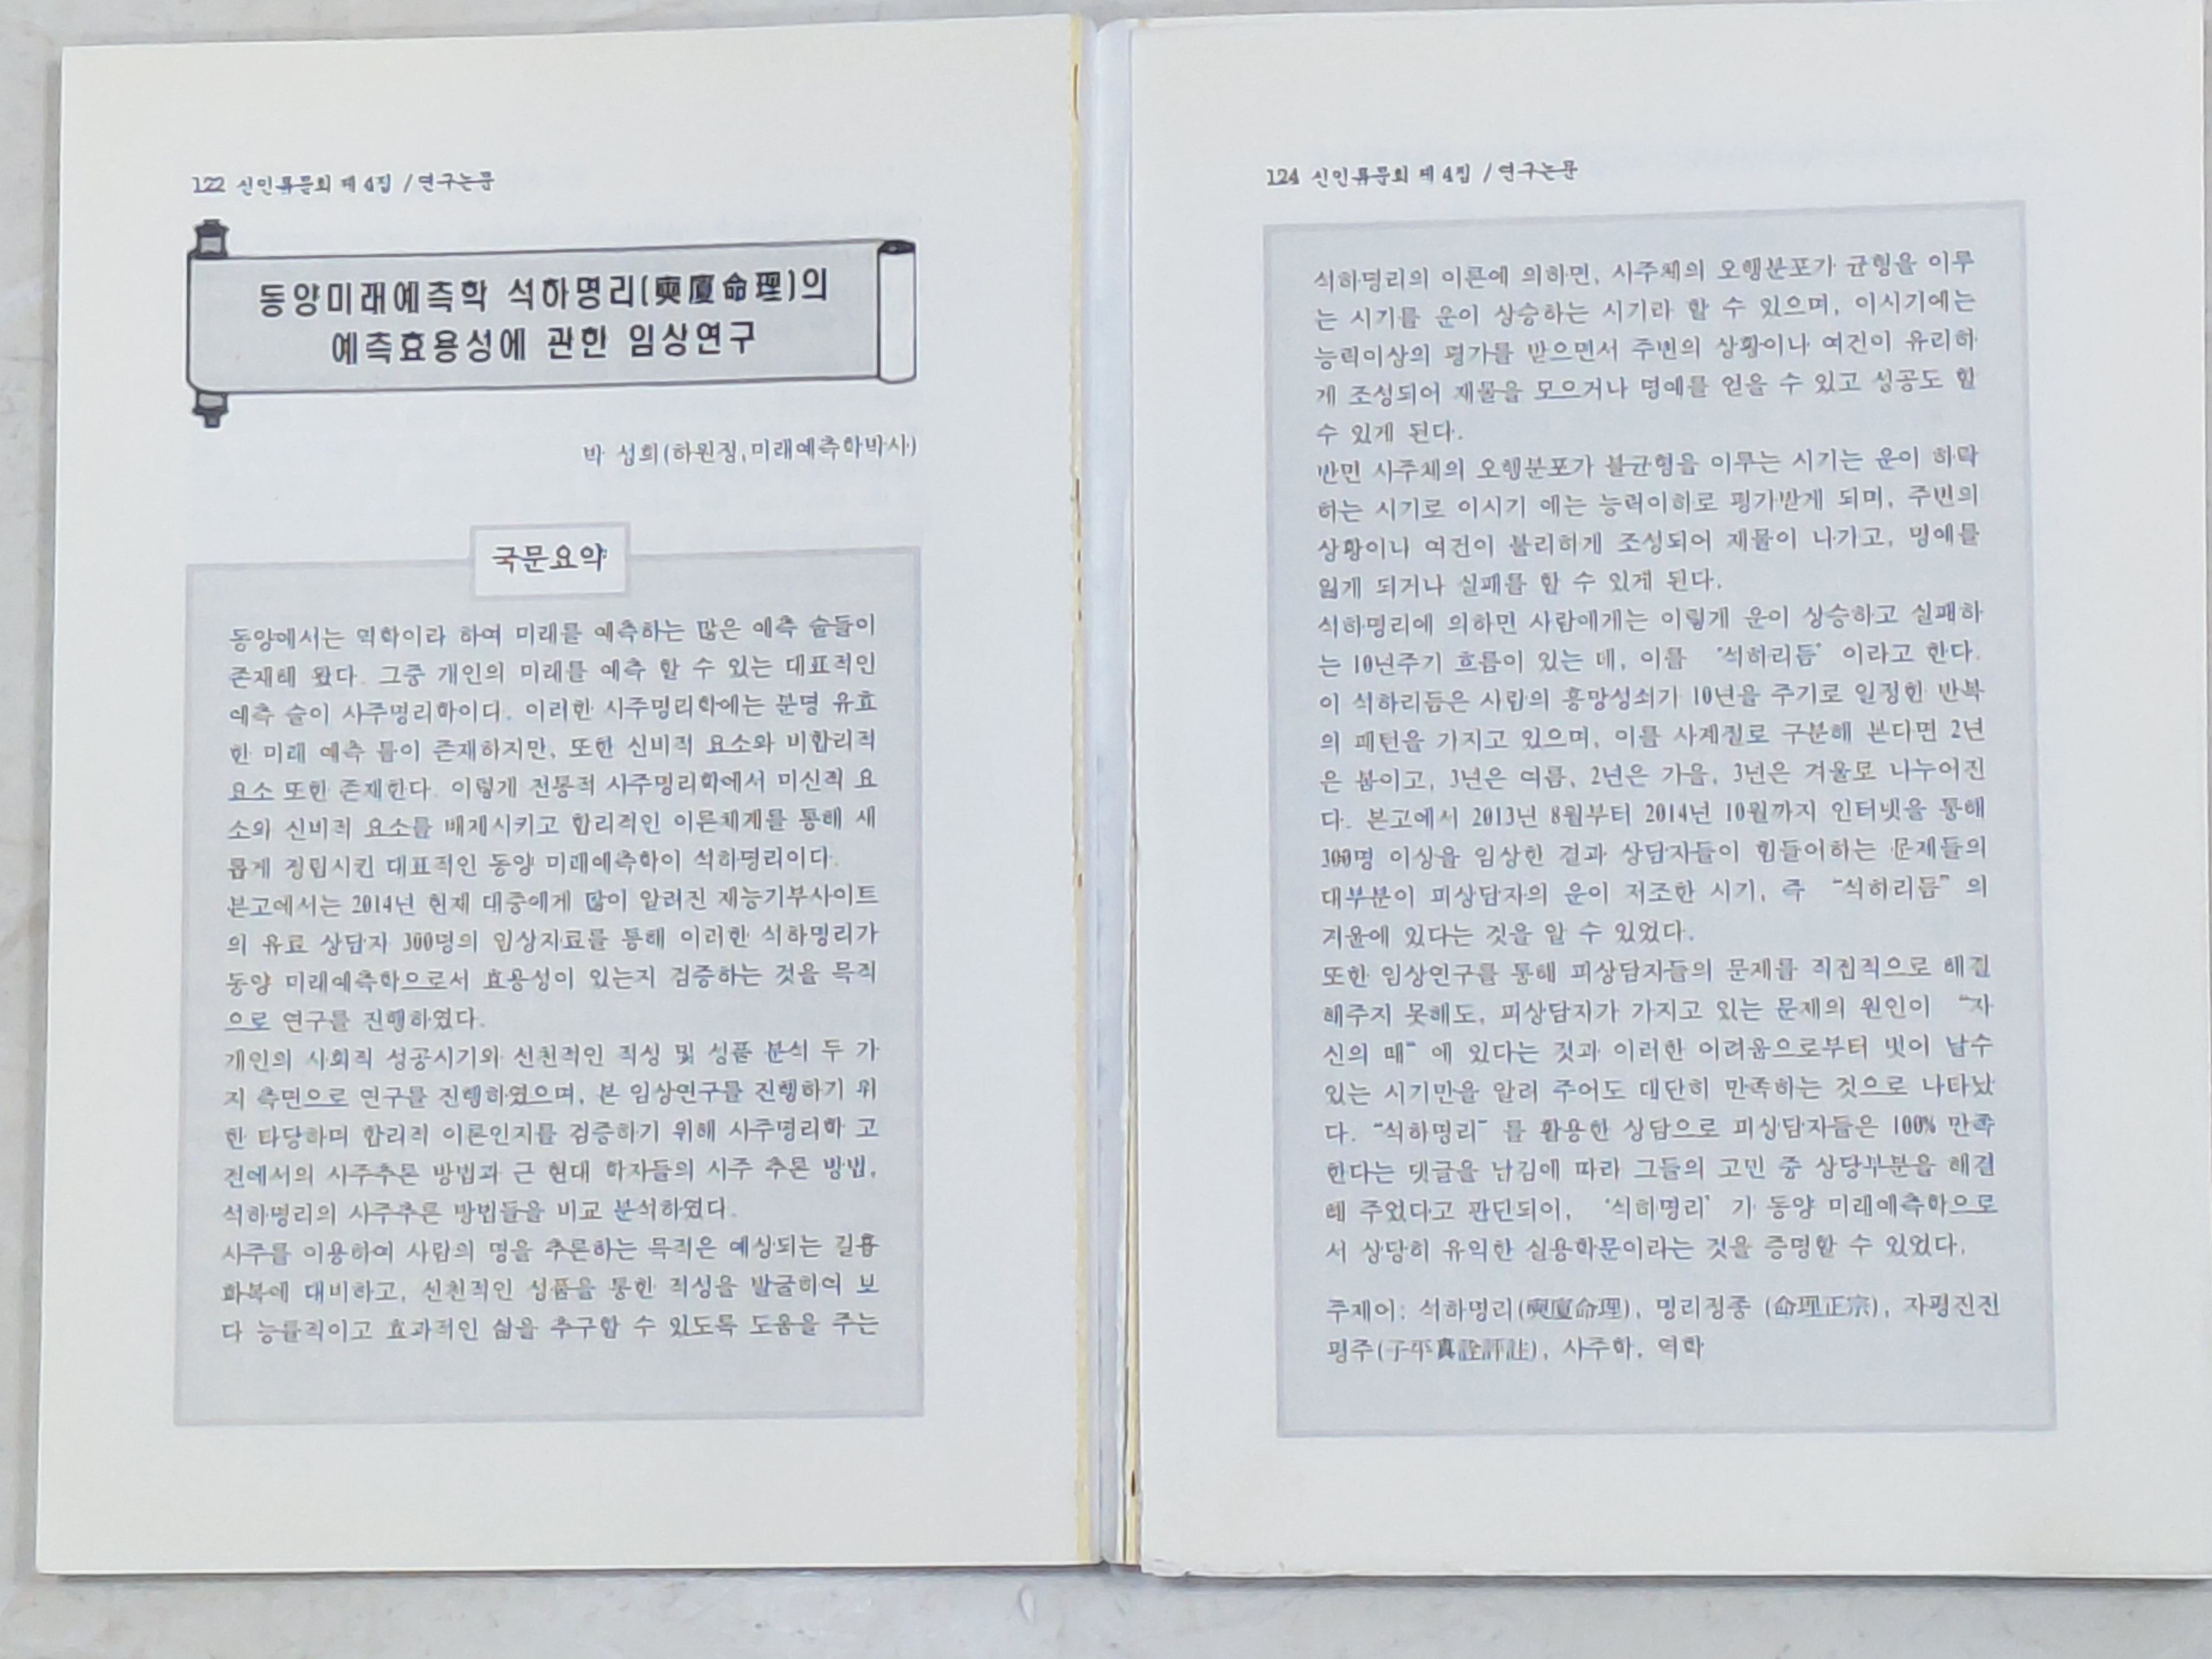 122 신인류문회 제 4집 / 연구논문
동양미래예측학 석하명리(奭廈命理)의
예측효용성에 관한 임상연구
박 성희(하원정,미래예측학박사)
국문요약
동양에서는 역학이라 하여 미래를 예측하는 많은 예측 술들이
존재해 왔다. 그중 개인의 미래를 예측 할 수 있는 대표적인
예측 술이 사주명리학이다. 이러한 사주명리학에는 분명 유효
한 미래 예측 틀이 존재하지만, 또한 신비적 요소와 비합리적
요소 또한 존재한다. 이렇게 전통적 사주명리학에서 미신적 요
소와 신비적 요소를 배제시키고 합리적인 이론체계를 통해 새
롭게 정립시킨 대표적인 동양 미래예측학이 석하명리이다.
본고에서는 2014년 현재 대중에게 많이 알려진 재능기부사이트
의 유료 상담자 300명의 임상자료를 통해 이러한 석하명리가
동양 미래예측학으로서 효용성이 있는지 검증하는 것을 목적
으로 연구를 진행하였다.
개인의 사회적 성공시기와 선천적인 적성 및 성품 분석 두 가
지 측면으로 연구를 진행하였으며, 본 임상연구를 진행하기 위
한 타당하며 합리적 이론인지를 검증하기 위해 사주명리학 고
전에서의 사주추론 방법과 근 현대 학자들의 사주 추론 방법,
석하명리의 사주추론 방법들을 비교 분석하였다.
사주를 이용하여 사람의 명을 추론하는 목적은 예상되는 길흉
화복에 대비하고, 선천적인 성품을 통한 적성을 발굴하여 보
다 능률적이고 효과적인 삶을 추구할 수 있도록 도움을 주는
124 신인류문회 제 4집 / 연구논문
석하명리의 이론에 의하면, 사주체의 오행분포가 균형을 이루
는 시기를 운이 상승하는 시기라 할 수 있으며, 이시기에는
능력이상의 평가를 받으면서 주변의 상황이나 여건이 유리하
게 조성되어 재물을 모으거나 명예를 얻을 수 있고 성공도 할
수 있게 된다.
반면 사주체의 오행분포가 불균형을 이루는 시기는 운이 하락
하는 시기로 이시기 에는 능력이하로 평가받게 되며, 주변의
상황이나 여건이 불리하게 조성되어 재물이 나가고, 명예를
잃게 되거나 실패를 할 수 있게 된다.
석하명리에 의하면 사람에게는 이렇게 운이 상승하고 실패하
는 10년주기 흐름이 있는 데, 이를 '석하리듬' 이라고 한다.
이 석하리듬은 사람의 흥망성쇠가 10년을 주기로 일정한 반복
의 패턴을 가지고 있으며, 이를 사계절로 구분해 본다면 2년
은 봄이고, 3년은 여름, 2년은 가을, 3년은 겨울로 나누어진
다. 본고에서 2013년 8월부터 2014년 10월까지 인터넷을 통해
300명 이상을 임상한 결과 상담자들이 힘들어하는 문제들의
대부분이 피상담자의 운이 저조한 시기, 즉 "석하리듬" 의
겨울에 있다는 것을 알 수 있었다.
또한 임상연구를 통해 피상담자들의 문제를 직접적으로 해결
해주지 못해도, 피상담자가 가지고 있는 문제의 원인이 "자
신의 때" 에 있다는 것과 이러한 어려움으로부터 벗어 날수
있는 시기만을 알려 주어도 대단히 만족하는 것으로 나타났
다. "석하명리" 를 활용한 상담으로 피상담자들은 100% 만족
한다는 댓글을 남김에 따라 그들의 고민 중 상당부분을 해결
해 주었다고 판단되어, '석하명리' 가 동양 미래예측학으로
서 상당히 유익한 실용학문이라는 것을 증명할 수 있었다.
주제어: 석하명리(奭廈命理), 명리정종 (命理正宗), 자평진전
평주(子平真詮評註), 사주학, 역학